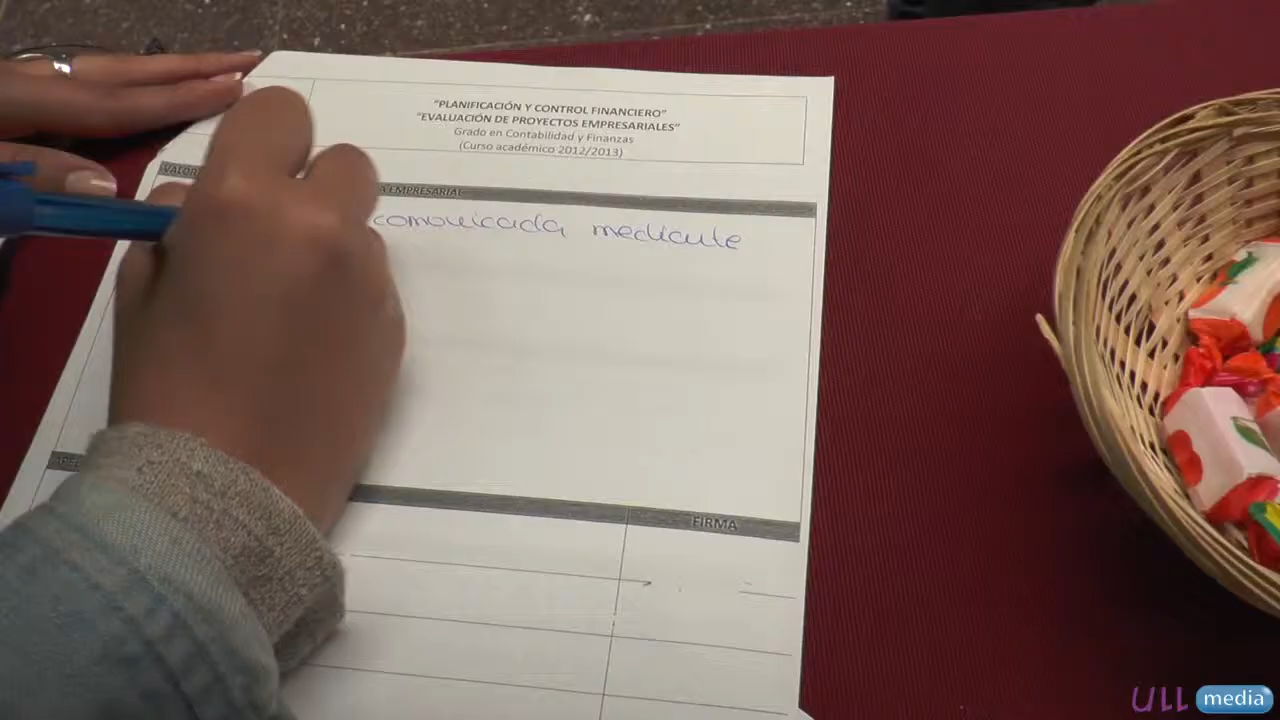 "PLANIFICACIÓN Y CONTROL FINANCIERO"
"EVALUACIÓN DE PROYECTOS EMPRESARIALES"
Grado en Contabilidad y Finanzas
(Curso académico 2012/2013)
EMPRESARIAL
comunicada mediante
FIRMA
ULL media